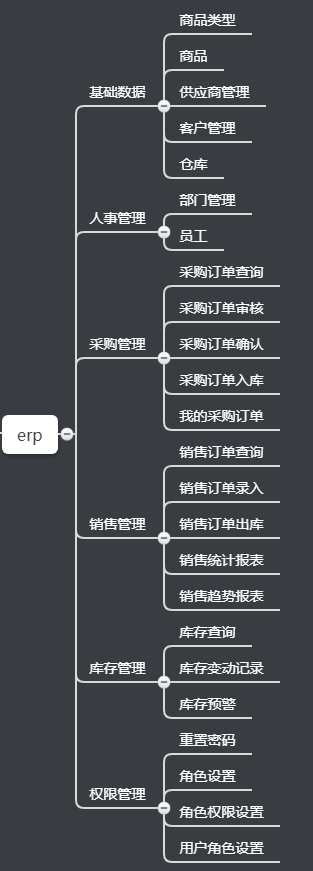 erp
基础数据
商品类型
商品
供应商管理
客户管理
仓库
人事管理
部门管理
员工
采购管理
采购订单查询
采购订单审核
采购订单确认
采购订单入库
我的采购订单
销售管理
销售订单查询
销售订单录入
销售订单出库
销售统计报表
销售趋势报表
库存管理
库存查询
库存变动记录
库存预警
权限管理
重置密码
角色设置
角色权限设置
用户角色设置